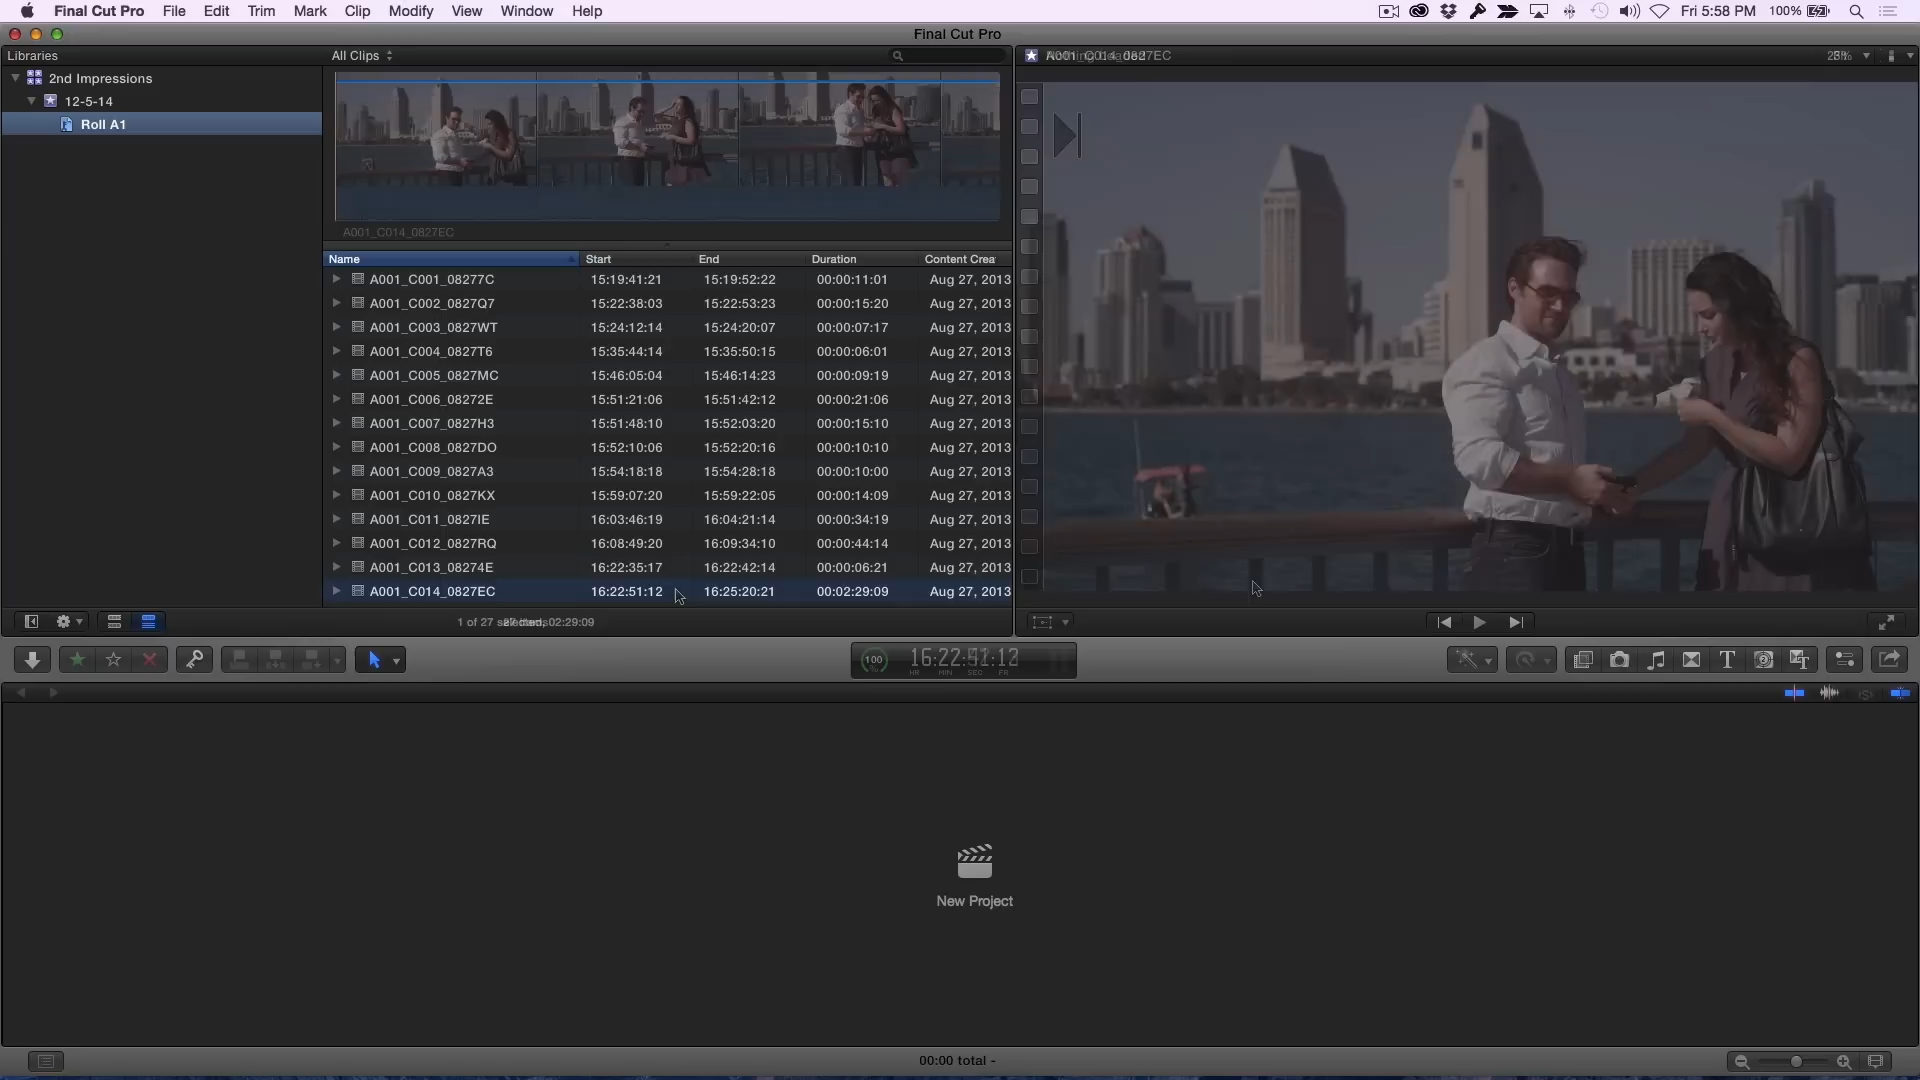 Final Cut Pro File Edit Trim Mark Clip Modify View Window Help Fri 5:58 PM 100%
Final Cut Pro
Libraries All Clips
2nd Impressions
12-5-14
Roll A1
A001_C014_0827EC
Name Start End Duration Content Crea
A001_C001_08277C 15:19:41:21 15:19:52:22 00:00:11:01 Aug 27, 2013
A001_C002_0827Q7 15:22:38:03 15:22:53:23 00:00:15:20 Aug 27, 2013
A001_C003_0827WT 15:24:12:14 15:24:20:07 00:00:07:17 Aug 27, 2013
A001_C004_0827T6 15:35:44:14 15:35:50:15 00:00:06:01 Aug 27, 2013
A001_C005_0827MC 15:46:05:04 15:46:14:23 00:00:09:19 Aug 27, 2013
A001_C006_08272E 15:51:21:06 15:51:42:12 00:00:21:06 Aug 27, 2013
A001_C007_0827H3 15:51:48:10 15:52:03:20 00:00:15:10 Aug 27, 2013
A001_C008_0827DO 15:52:10:06 15:52:20:16 00:00:10:10 Aug 27, 2013
A001_C009_0827A3 15:54:18:18 15:54:28:18 00:00:10:00 Aug 27, 2013
A001_C010_0827KX 15:59:07:20 15:59:22:05 00:00:14:09 Aug 27, 2013
A001_C011_0827IE 16:03:46:19 16:04:21:14 00:00:34:19 Aug 27, 2013
A001_C012_0827RQ 16:08:49:20 16:09:34:10 00:00:44:14 Aug 27, 2013
A001_C013_08274E 16:22:35:17 16:22:42:14 00:00:06:21 Aug 27, 2013
A001_C014_0827EC 16:22:51:12 16:25:20:21 00:02:29:09 Aug 27, 2013
1 of 27 02:29:09
100 %
HR MIN SEC FR
New Project
00:00 total -